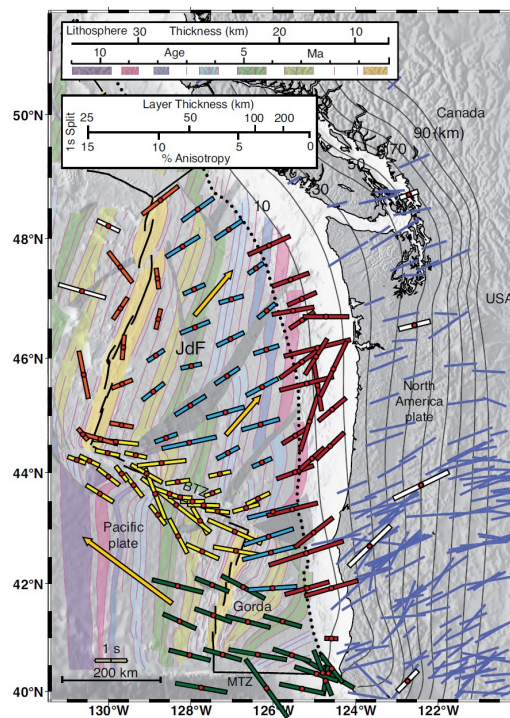 Lithosphere Thickness (km)
30 20 10
10 Age 5 Ma
Layer Thickness (km)
25 50 100 200
1s Split
15 10 5 0
% Anisotropy
50°N
48°N
46°N
44°N
42°N
40°N
Canada
90 (km)
70
50
30
10
USA
JdF
North
America
plate
BTZ
Pacific
plate
Gorda
1 s
200 km
MTZ
130°W 128°W 126°W 124°W 122°W